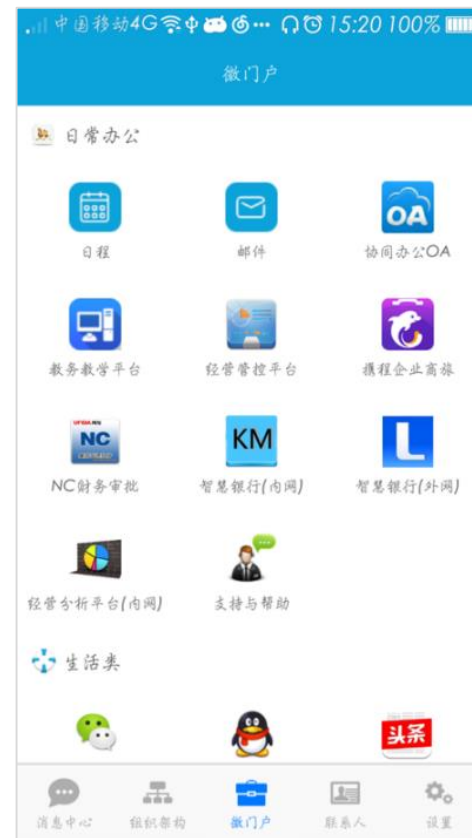 中国移动4G 15:20 100%
微门户
日常办公
OA
日程 邮件 协同办公OA
教务教学平台 经营管控平台 携程企业商旅
UFIDA
NC KM L
NC财务审批 智慧银行(内网) 智慧银行(外网)
经营分析平台(内网) 支持与帮助
生活类
头条
消息中心 组织架构 微门户 联系人 设置